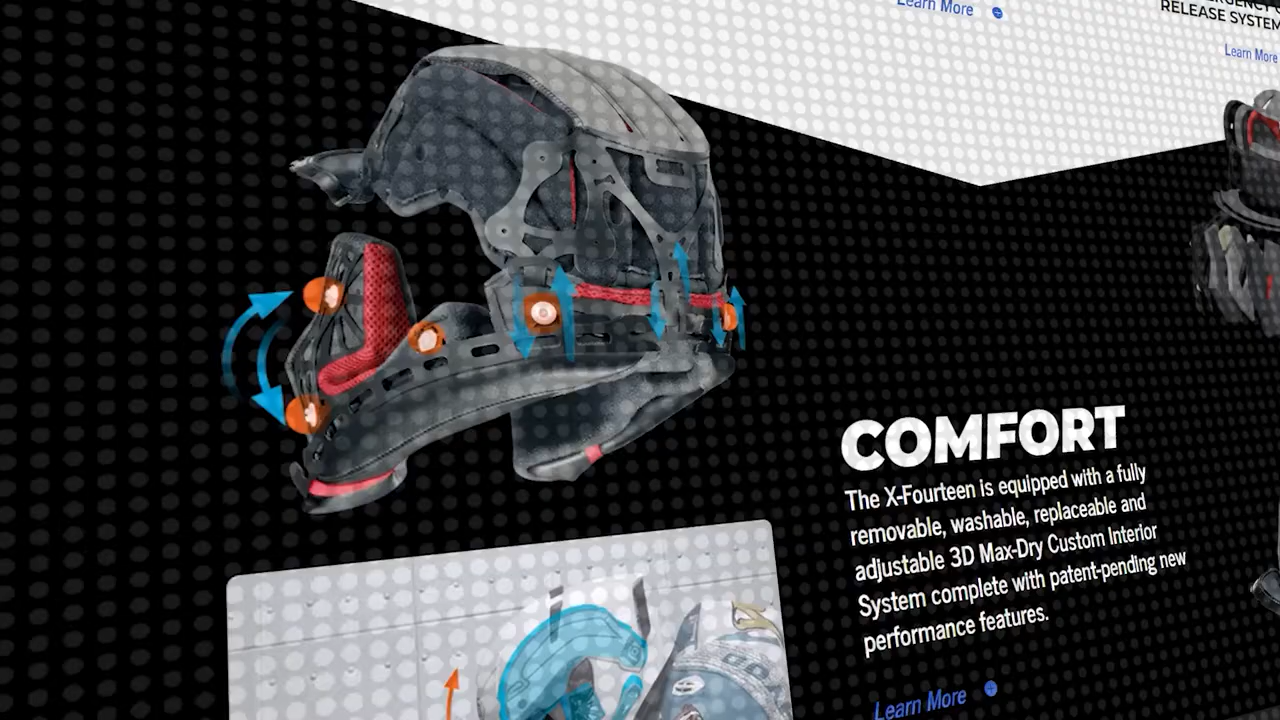 Learn More
RELEASE SYSTEM
Learn More
COMFORT
The X-Fourteen is equipped with a fully
removable, washable, replaceable and
adjustable 3D Max-Dry Custom Interior
System complete with patent-pending new
performance features.
Learn More